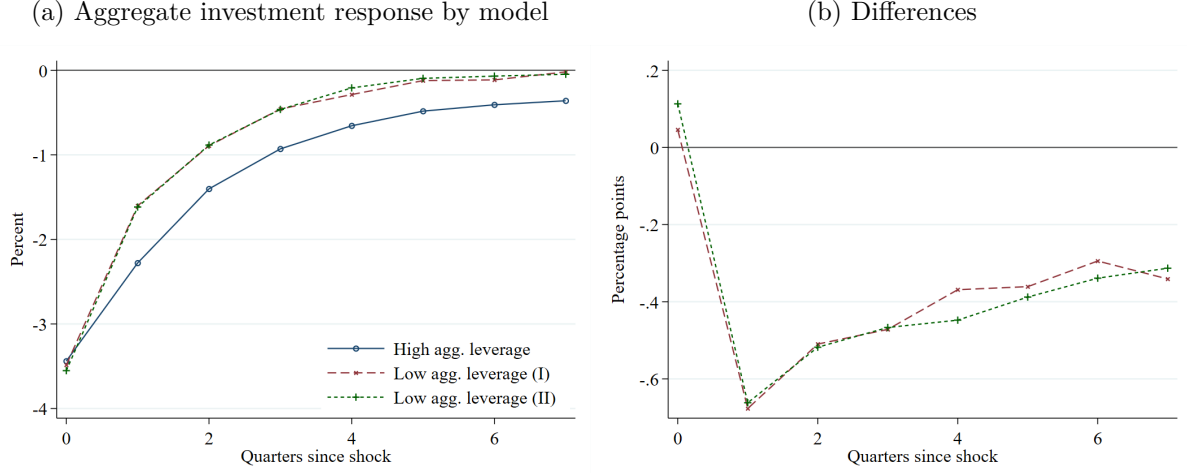 (a) Aggregate investment response by model
0
-1
-2
-3
-4
Percent
0
2
4
6
Quarters since shock
High agg. leverage
Low agg. leverage (I)
Low agg. leverage (II)
(b) Differences
.2
0
-.2
-.4
-.6
Percentage points
0
2
4
6
Quarters since shock